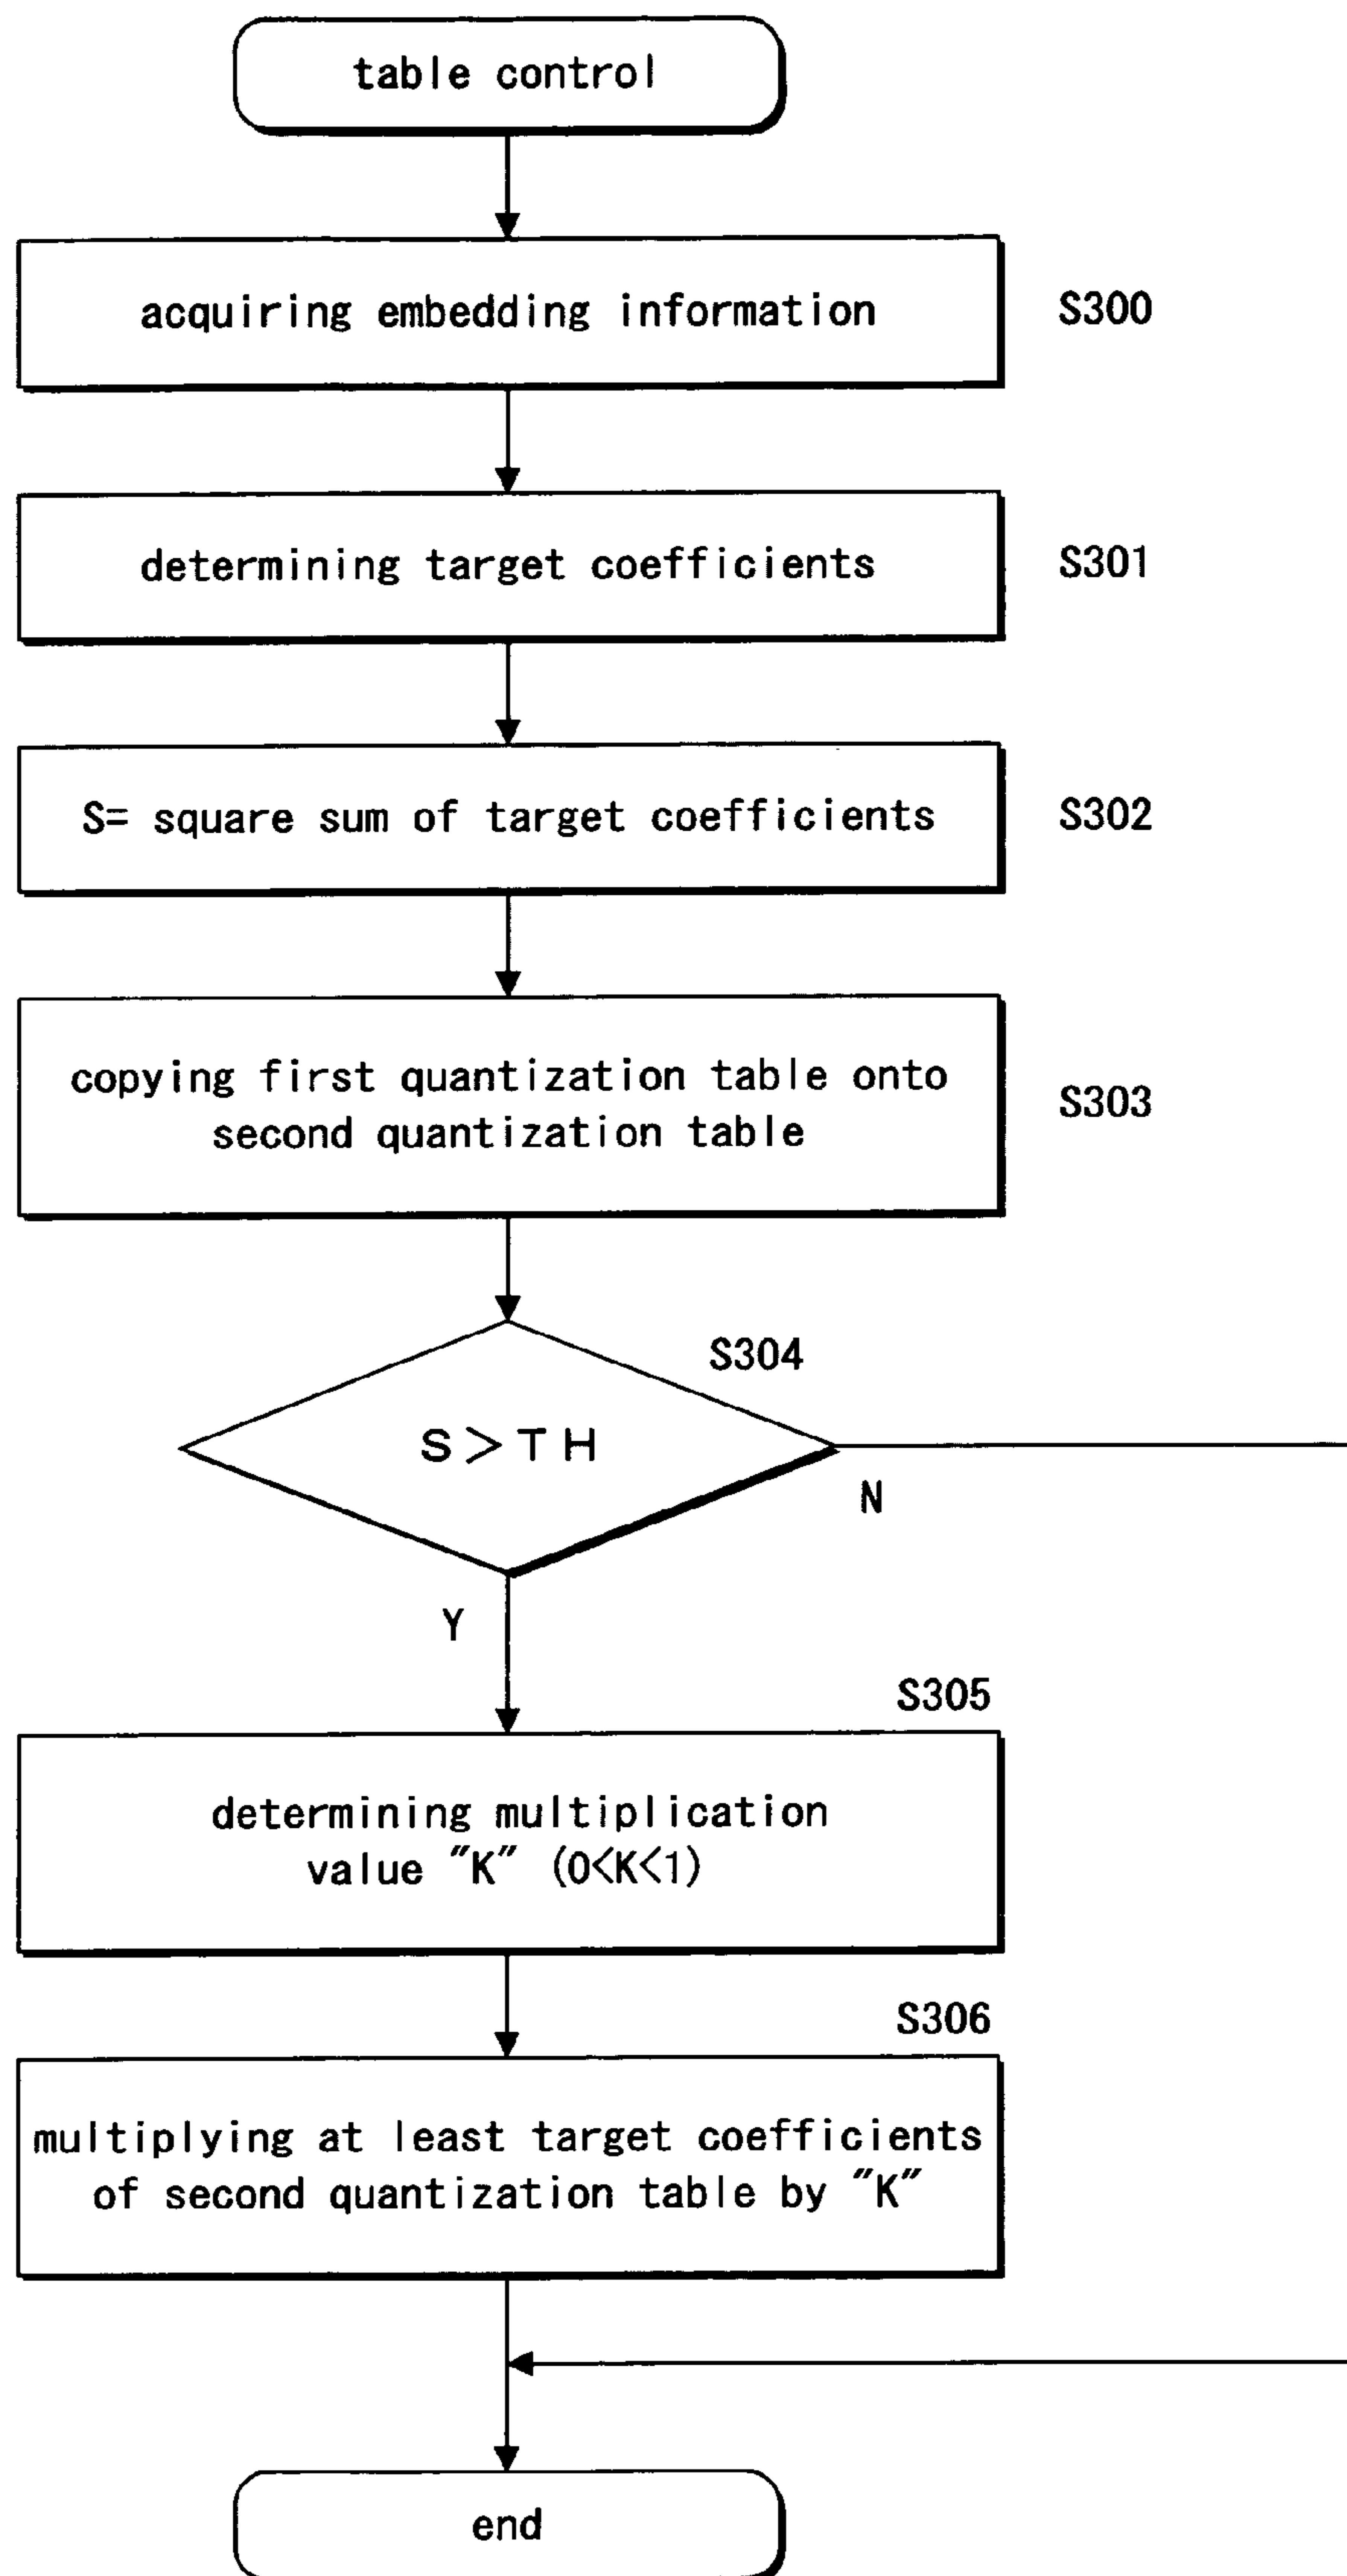 table control
acquiring embedding information
S300
determining target coefficients
S301
S= square sum of target coefficients
S302
copying first quantization table onto
second quantization table
S303
S304
S>TH
N
Y
S305
determining multiplication
value "K" (0<K<1)
S306
multiplying at least target coefficients
of second quantization table by "K"
end